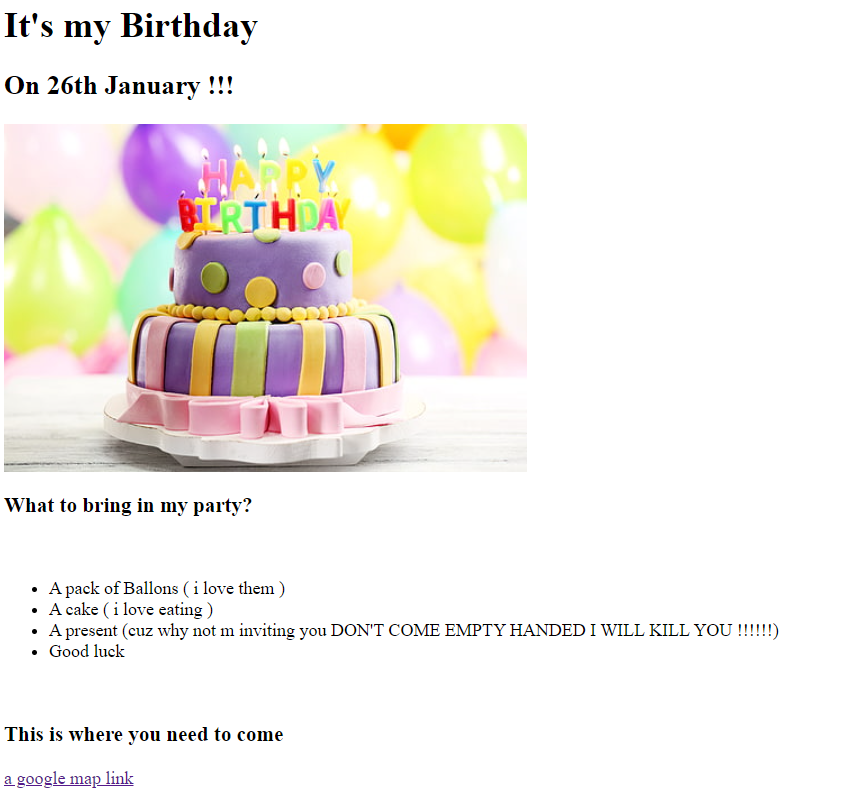 It's my Birthday
On 26th January !!!
HAPPY
BIRTHDAY
What to bring in my party?
A pack of Ballons ( i love them )
A cake ( i love eating )
A present (cuz why not m inviting you DON'T COME EMPTY HANDED I WILL KILL YOU !!!!!!)
Good luck
This is where you need to come
a google map link